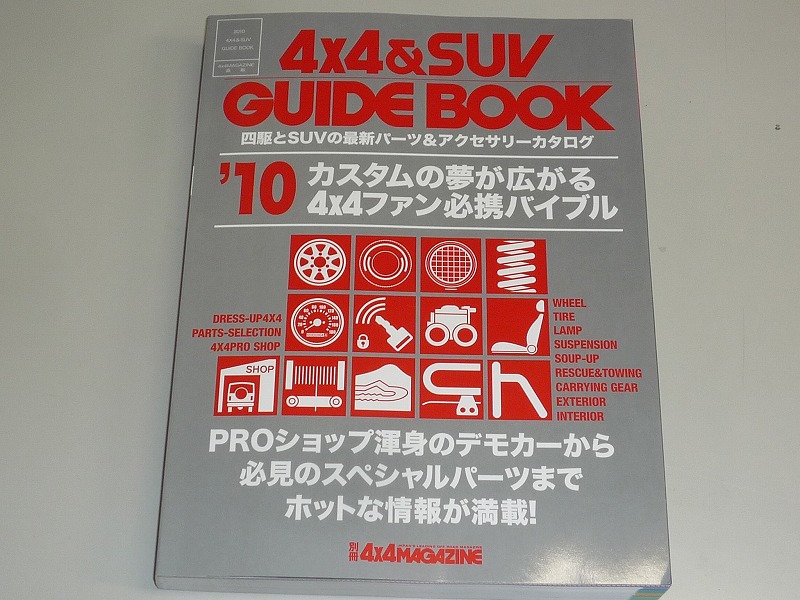 2010
4X4&SUV
GUIDE BOOK
4x4MAGAZINE
別冊
4x4&SUV
GUIDE BOOK
四駆とSUVの最新パーツ&アクセサリーカタログ
'10
カスタムの夢が広がる
4x4ファン必携バイブル
DRESS-UP4X4
PARTS-SELECTION
4X4PRO SHOP
WHEEL
TIRE
LAMP
SUSPENSION
SOUP-UP
RESCUE&TOWING
CARRYING GEAR
EXTERIOR
INTERIOR
SHOP
PROショップ渾身のデモカーから
必見のスペシャルパーツまで
ホットな情報が満載!
別冊 4x4MAGAZINE